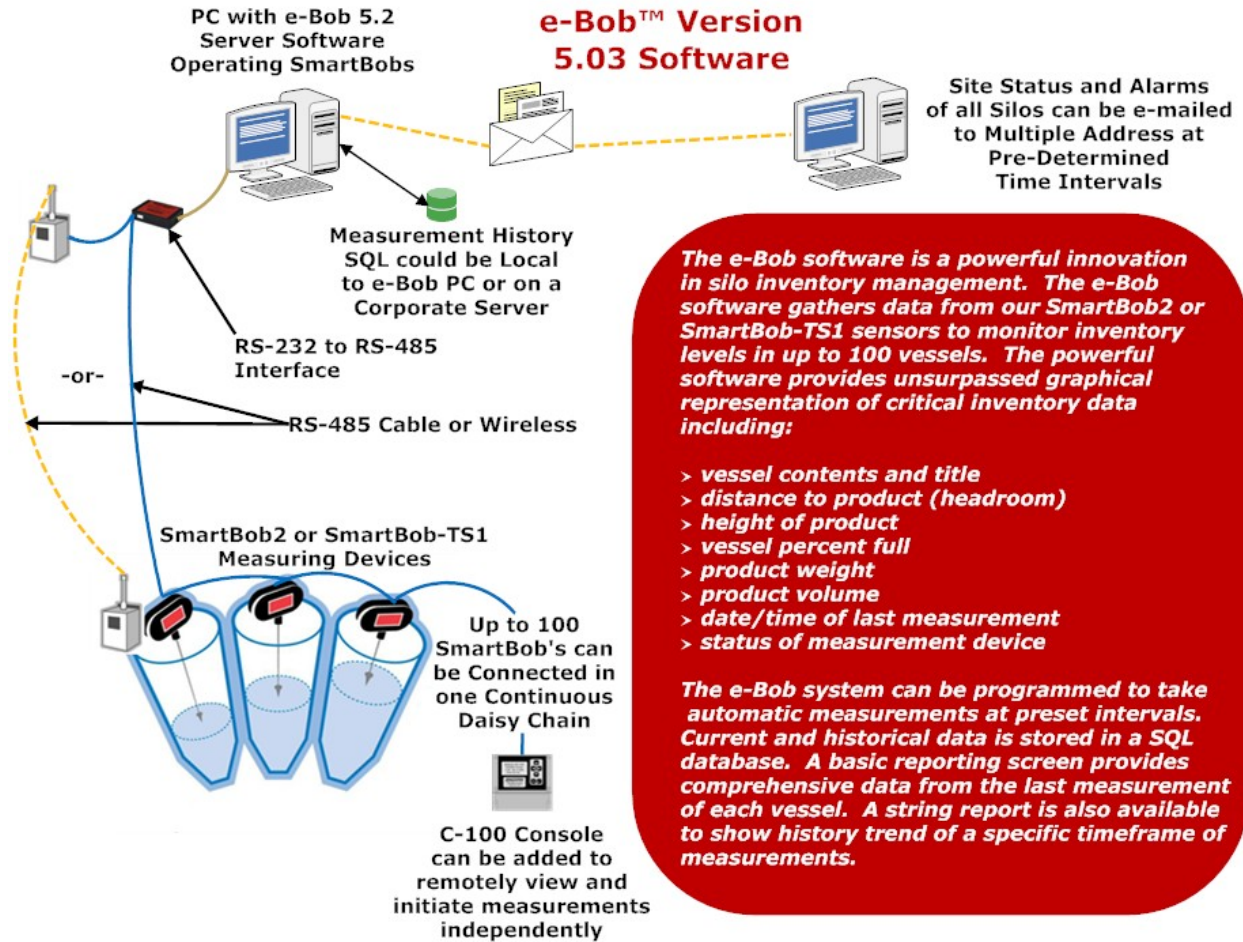 PC with e-Bob 5.2
Server Software
Operating SmartBobs
e-Bob™ Version
5.03 Software
Site Status and Alarms
of all Silos can be e-mailed
to Multiple Address at
Pre-Determined
Time Intervals
Measurement History
SQL could be Local
to e-Bob PC or on a
Corporate Server
RS-232 to RS-485
Interface
-or-
RS-485 Cable or Wireless
SmartBob2 or SmartBob-TS1
Measuring Devices
Up to 100
SmartBob's can
be Connected in
one Continuous
Daisy Chain
C-100 Console
can be added to
remotely view and
initiate measurements
independently
The e-Bob software is a powerful innovation
in silo inventory management. The e-Bob
software gathers data from our SmartBob2 or
SmartBob-TS1 sensors to monitor inventory
levels in up to 100 vessels. The powerful
software provides unsurpassed graphical
representation of critical inventory data
including:
➢ vessel contents and title
➢ distance to product (headroom)
➢ height of product
➢ vessel percent full
➢ product weight
➢ product volume
➢ date/time of last measurement
➢ status of measurement device
The e-Bob system can be programmed to take
automatic measurements at preset intervals.
Current and historical data is stored in a SQL
database. A basic reporting screen provides
comprehensive data from the last measurement
of each vessel. A string report is also available
to show history trend of a specific timeframe of
measurements.